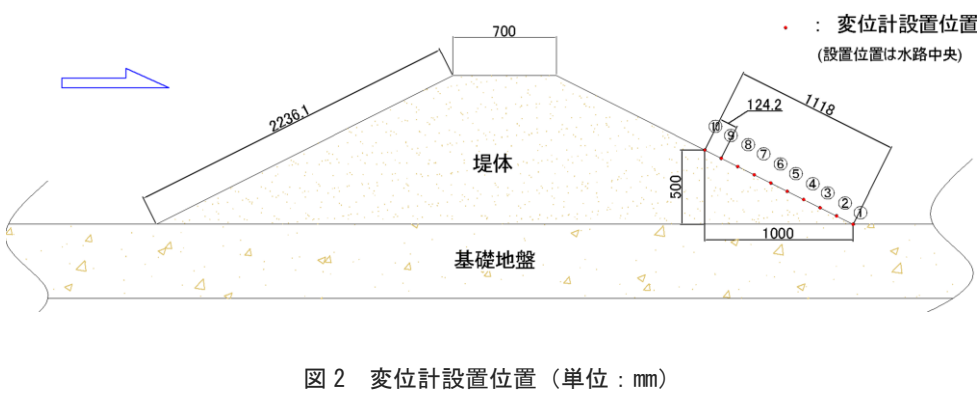 ・ ： 変位計設置位置
(設置位置は水路中央)
700
2236.1
1118
124.2
⑩ ⑨ ⑧ ⑦ ⑥ ⑤ ④ ③ ② ①
堤体
500
1000
基礎地盤
図２ 変位計設置位置（単位：㎜）